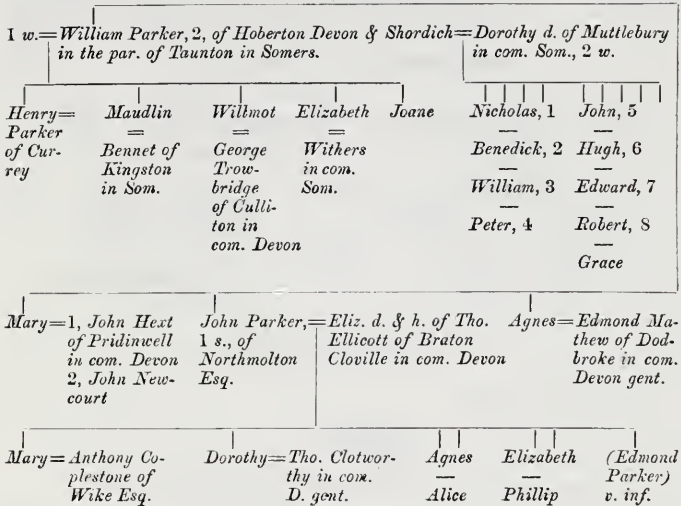 1 w.=William Parker, 2, of Hoberton Devon & Shordich=Dorothy d. of Muttlebury
in the par. of Taunton in Somers.
in com. Som., 2 w.
Henry=
Parker
of Cur-
rey
Maudlin
=
Bennet of
Kingston
in Som.
Willmot
=
George
Trow-
bridge
of Culli-
ton in
com. Devon
Elizabeth
=
Withers
in com.
Som.
Joane
Nicholas, 1
—
Benedick, 2
—
William, 3
—
Peter, 4
John, 5
—
Hugh, 6
—
Edward, 7
—
Robert, 8
—
Grace
Mary=1, John Hext
of Pridinwell
in com. Devon
2, John New-
court
John Parker,=Eliz. d. & h. of Tho.
1 s., of
Northmolton
Esq.
Ellicott of Braton
Cloville in com. Devon
Agnes=Edmond Ma-
thew of Dod-
broke in com.
Devon gent.
Mary=Anthony Co-
plestone of
Wike Esq.
Dorothy=Tho. Clotwor-
thy in com.
D. gent.
Agnes
—
Alice
Elizabeth
—
Phillip
(Edmond
Parker)
v. inf.